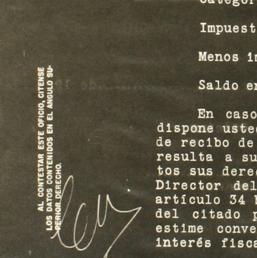 Impuest
Menos i
Saldo e
En caso
dispone uste
de recibo de
resulta a su
tos sus dere
Director del
artículo 34
del citado p
estime conve
interés fisca
AL CONTESTAR ESTE OFICIO, CITENSE
LOS DATOS CONTENIDOS EN EL ANGULO SU-
PERIOR DERECHO.